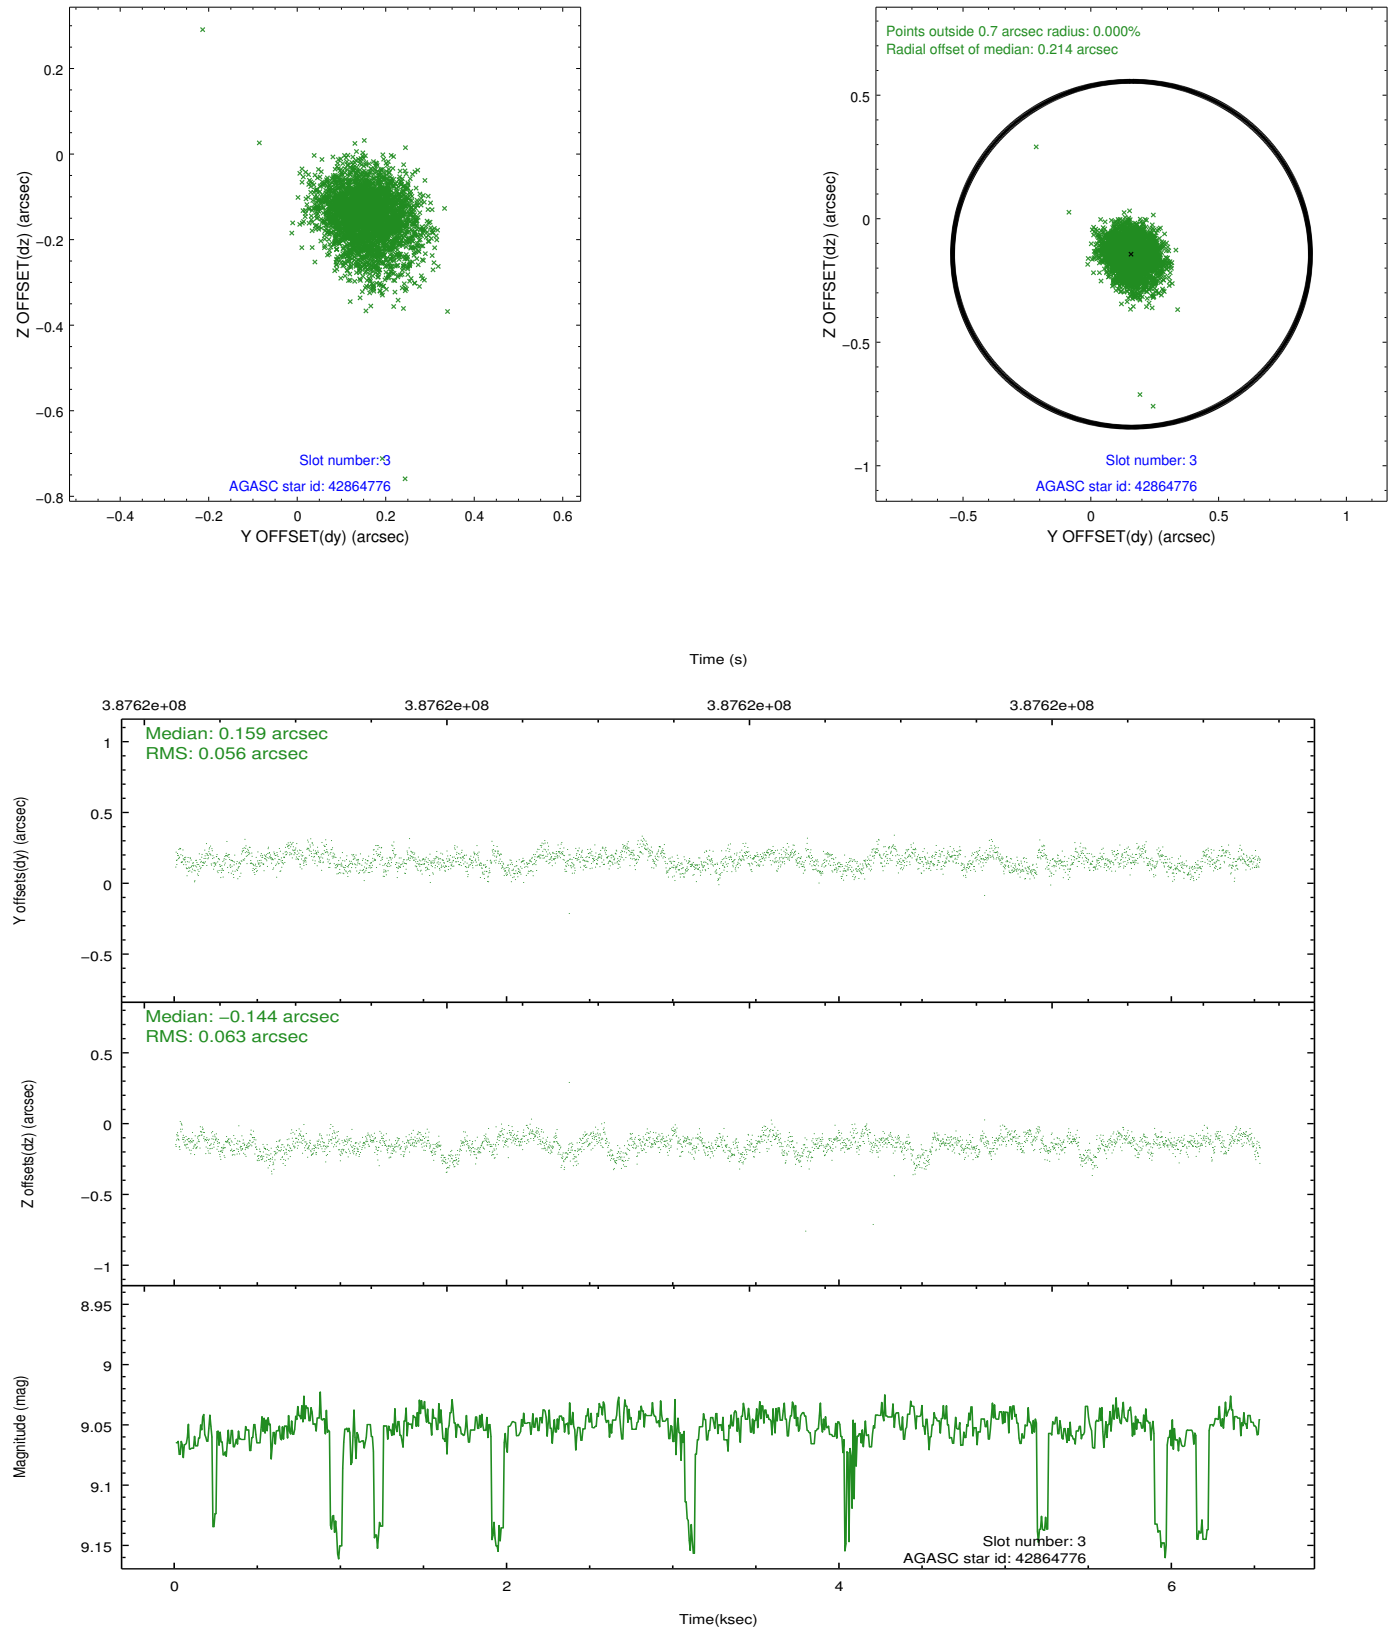 0.2
0
−0.2
−0.4
−0.6
−0.8
Z OFFSET(dz) (arcsec)
Slot number: 3
AGASC star id: 42864776
−0.4 −0.2 0 0.2 0.4 0.6
Y OFFSET(dy) (arcsec)
Points outside 0.7 arcsec radius: 0.000%
Radial offset of median: 0.214 arcsec
0.5
0
−0.5
−1
Z OFFSET(dz) (arcsec)
Slot number: 3
AGASC star id: 42864776
−0.5 0 0.5 1
Y OFFSET(dy) (arcsec)
Time (s)
3.8762e+08 3.8762e+08 3.8762e+08 3.8762e+08
Median: 0.159 arcsec
RMS: 0.056 arcsec
1
0.5
0
−0.5
Y offsets(dy) (arcsec)
Median: −0.144 arcsec
RMS: 0.063 arcsec
0.5
0
−0.5
−1
Z offsets(dz) (arcsec)
8.95
9
9.05
9.1
9.15
Magnitude (mag)
Slot number: 3
AGASC star id: 42864776
0 2 4 6
Time(ksec)